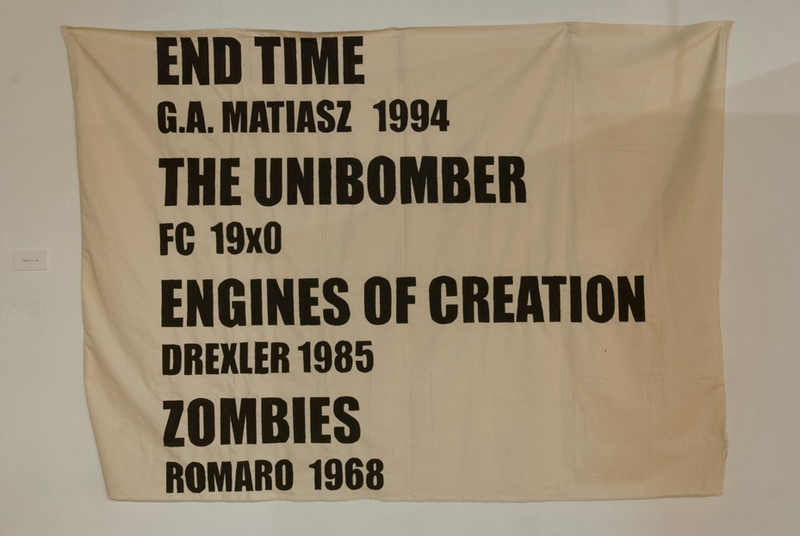 END TIME
G.A. MATIASZ 1994
THE UNIBOMBER
FC 19x0
ENGINES OF CREATION
DREXLER 1985
ZOMBIES
ROMARO 1968